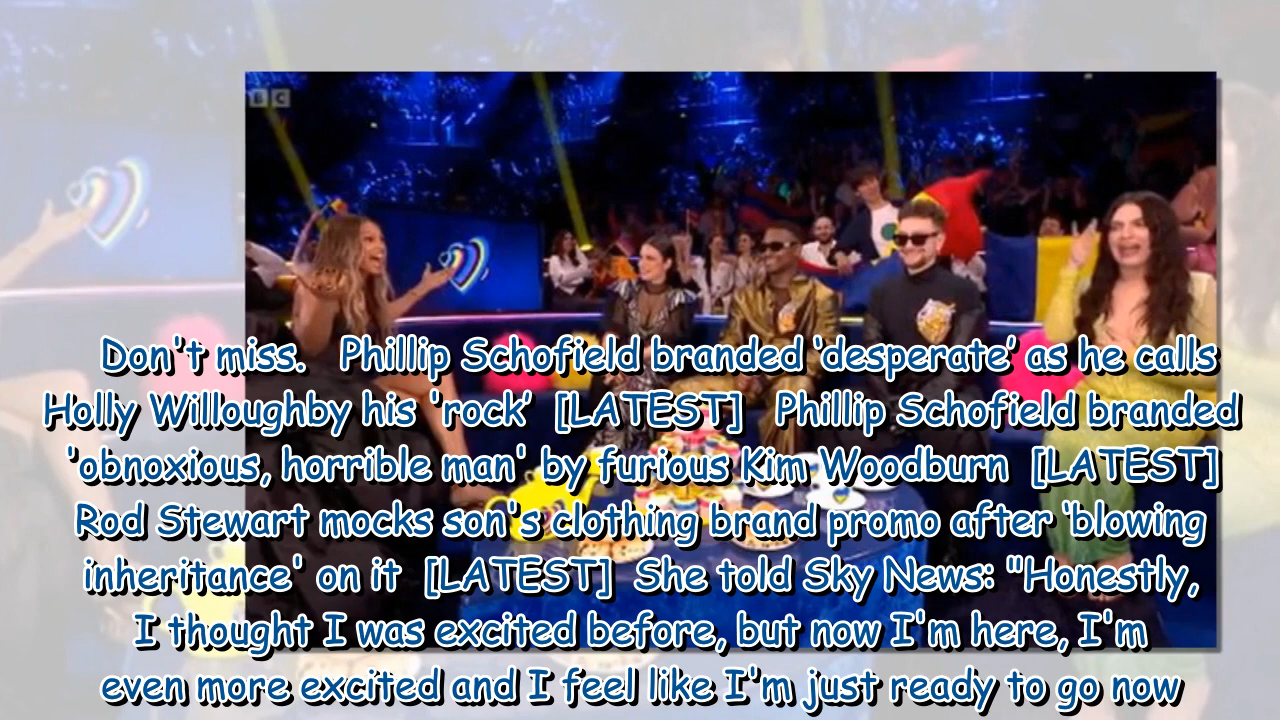 BBC
Don't miss. Phillip Schofield branded ‘desperate’ as he calls
Holly Willoughby his 'rock’ [LATEST] Phillip Schofield branded
'obnoxious, horrible man' by furious Kim Woodburn [LATEST]
Rod Stewart mocks son's clothing brand promo after ‘blowing
inheritance' on it [LATEST] She told Sky News: "Honestly,
I thought I was excited before, but now I'm here, I'm
even more excited and I feel like I'm just ready to go now